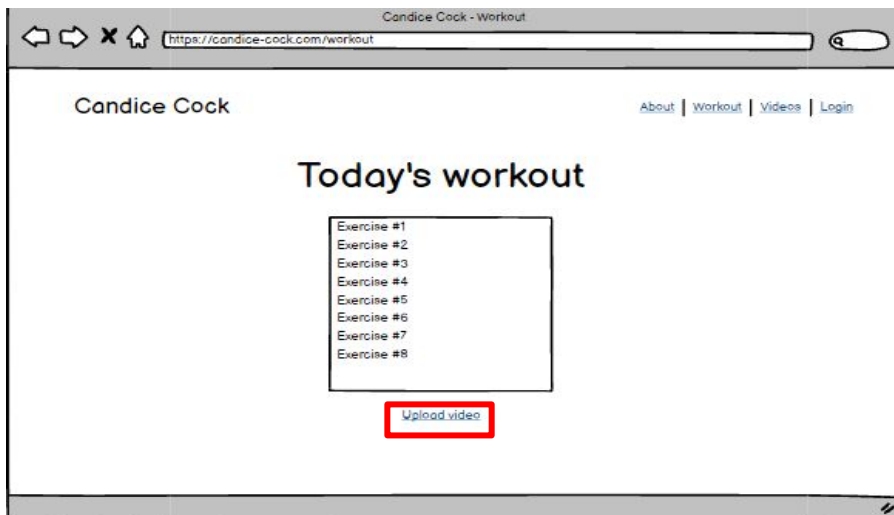 Candice Cock - Workout
https://candice-cock.com/workout
Candice Cock
About | Workout | Videos | Login
Today's workout
Exercise #1
Exercise #2
Exercise #3
Exercise #4
Exercise #5
Exercise #6
Exercise #7
Exercise #8
Upload video